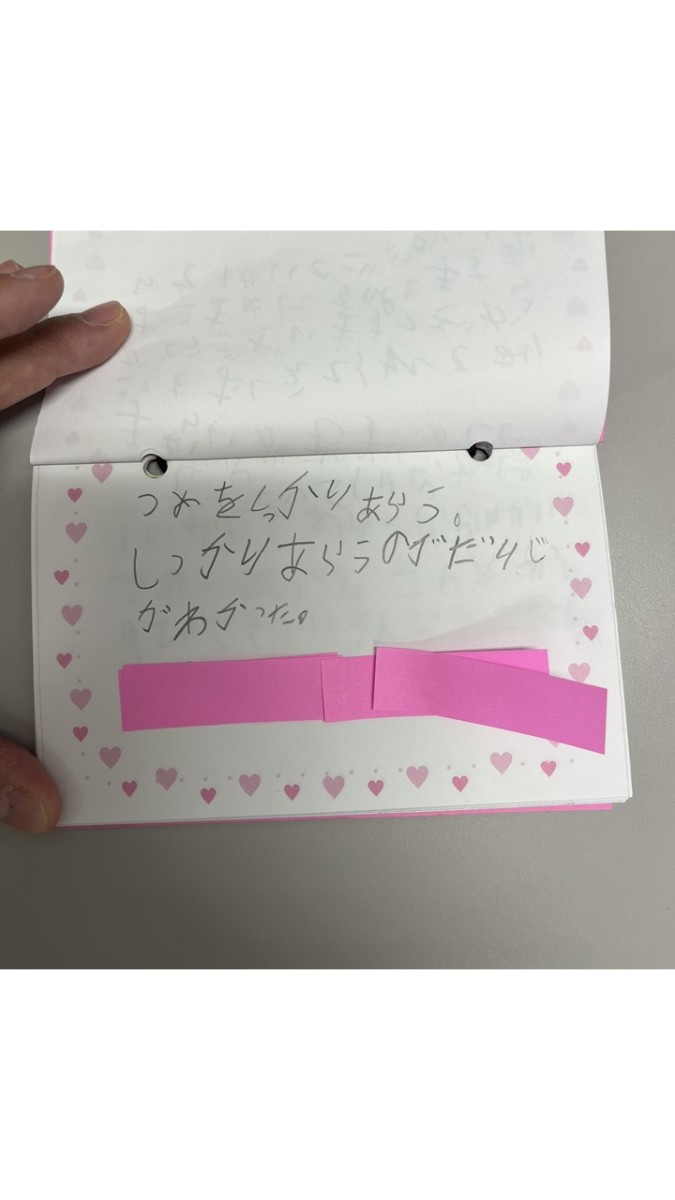 つめをしっかりあらう。
しっかりあらうのがだいじ
がわかった。